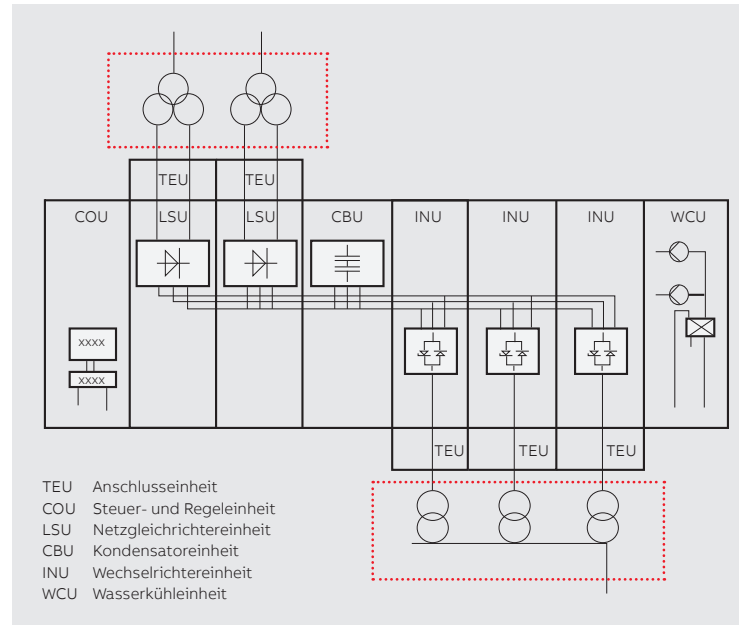 TEU TEU
COU LSU LSU CBU INU INU INU WCU
xxxx
xxxx
TEU TEU TEU
TEU Anschlusseinheit
COU Steuer- und Regeleinheit
LSU Netzgleichrichtereinheit
CBU Kondensatoreinheit
INU Wechselrichtereinheit
WCU Wasserkühleinheit